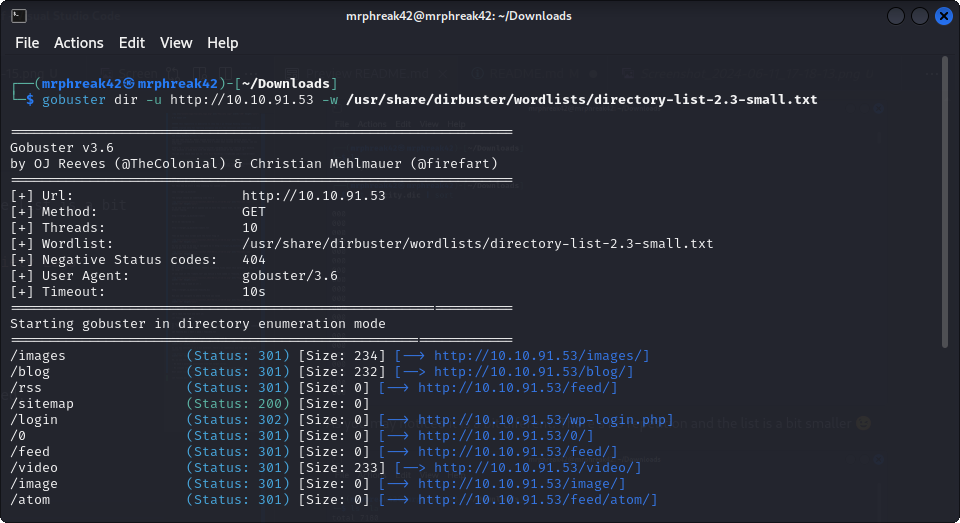 mrphreak42@mrphreak42: ~/Downloads
File Actions Edit View Help
┌──(mrphreak42㉿mrphreak42)-[~/Downloads]
└─$ gobuster dir -u http://10.10.91.53 -w /usr/share/dirbuster/wordlists/directory-list-2.3-small.txt
===============================================================
Gobuster v3.6
by OJ Reeves (@TheColonial) & Christian Mehlmauer (@firefart)
===============================================================
[+] Url: http://10.10.91.53
[+] Method: GET
[+] Threads: 10
[+] Wordlist: /usr/share/dirbuster/wordlists/directory-list-2.3-small.txt
[+] Negative Status codes: 404
[+] User Agent: gobuster/3.6
[+] Timeout: 10s
===============================================================
Starting gobuster in directory enumeration mode
===============================================================
/images (Status: 301) [Size: 234] [--> http://10.10.91.53/images/]
/blog (Status: 301) [Size: 232] [--> http://10.10.91.53/blog/]
/rss (Status: 301) [Size: 0] [--> http://10.10.91.53/feed/]
/sitemap (Status: 200) [Size: 0]
/login (Status: 302) [Size: 0] [--> http://10.10.91.53/wp-login.php]
/0 (Status: 301) [Size: 0] [--> http://10.10.91.53/0/]
/feed (Status: 301) [Size: 0] [--> http://10.10.91.53/feed/]
/video (Status: 301) [Size: 233] [--> http://10.10.91.53/video/]
/image (Status: 301) [Size: 0] [--> http://10.10.91.53/image/]
/atom (Status: 301) [Size: 0] [--> http://10.10.91.53/feed/atom/]